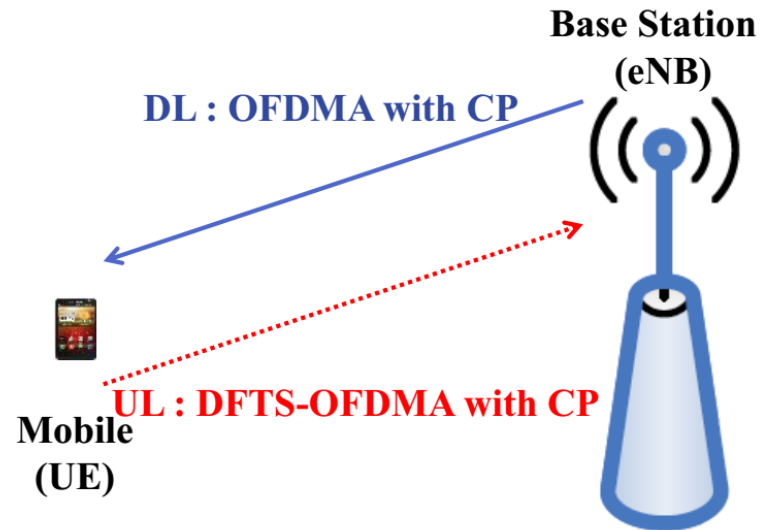 Base Station
(eNB)
DL : OFDMA with CP
UL : DFTS-OFDMA with CP
Mobile
(UE)